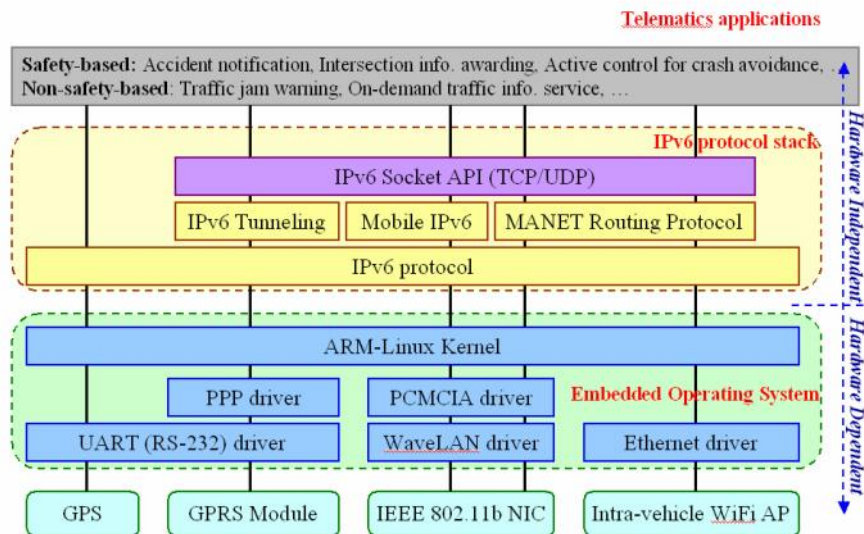 Telematics applications
Safety-based: Accident notification, Intersection info. awarding, Active control for crash avoidance, ...
Non-safety-based: Traffic jam warning, On-demand traffic info. service, ...
IPv6 protocol stack
IPv6 Socket API (TCP/UDP)
IPv6 Tunneling
Mobile IPv6
MANET Routing Protocol
IPv6 protocol
Hardware Independent
ARM-Linux Kernel
PPP driver
PCMCIA driver
Embedded Operating System
UART (RS-232) driver
WaveLAN driver
Ethernet driver
Hardware Dependent
GPS
GPRS Module
IEEE 802.11b NIC
Intra-vehicle WiFi AP